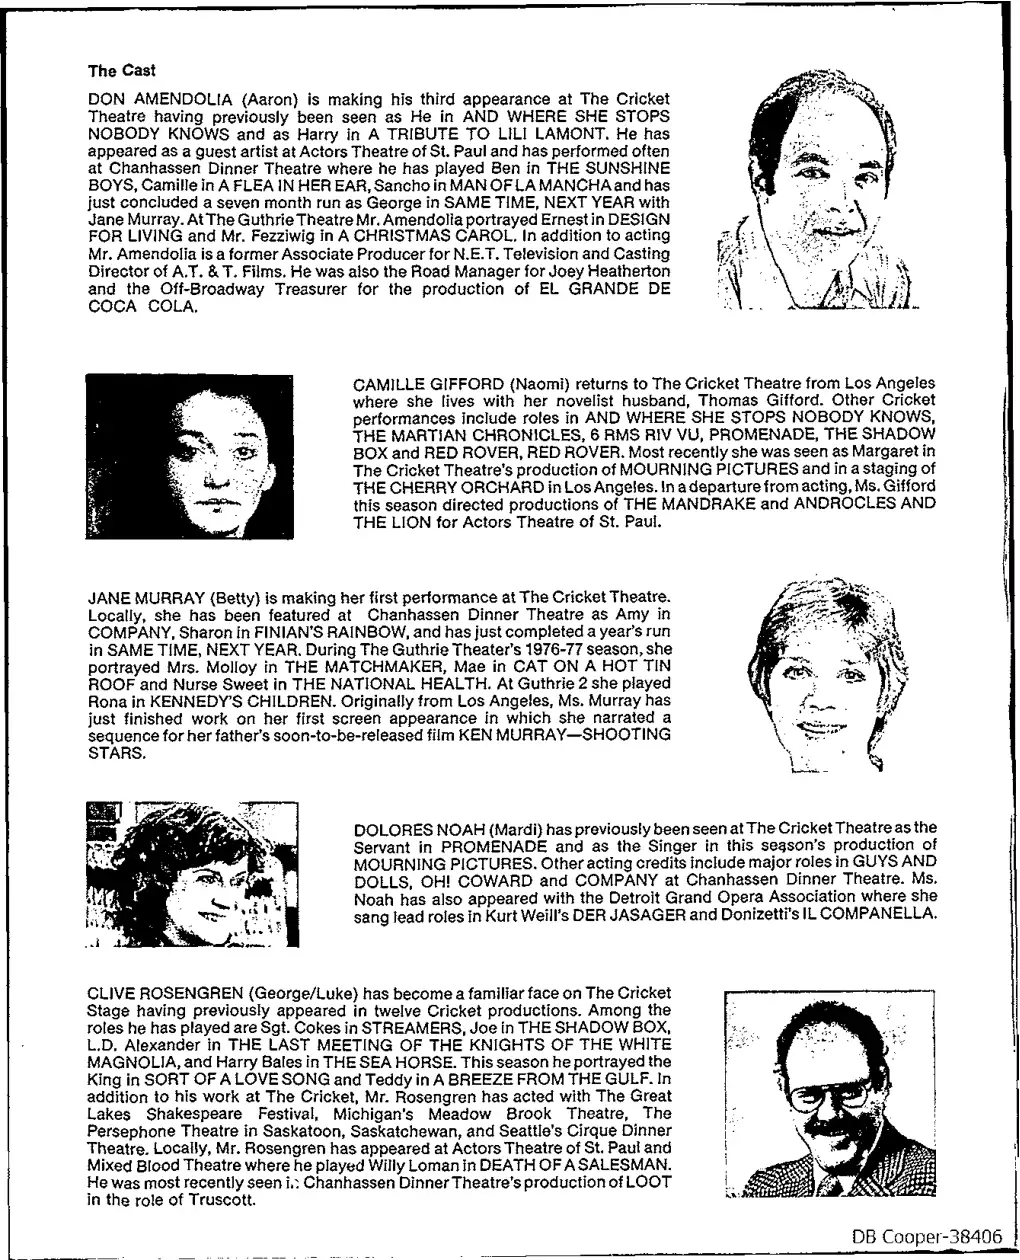 The Cast
DON AMENDOLIA (Aaron) is making his third appearance at The Cricket
Theatre having previously been seen as He in AND WHERE SHE STOPS
NOBODY KNOWS and as Harry in A TRIBUTE TO LILI LAMONT. He has
appeared as a guest artist at Actors Theatre of St. Paul and has performed often
at Chanhassen Dinner Theatre where he has played Ben in THE SUNSHINE
BOYS, Camille in A FLEA IN HER EAR, Sancho in MAN OF LA MANCHA and has
just concluded a seven month run as George in SAME TIME, NEXT YEAR with
Jane Murray. At The Guthrie Theatre Mr. Amendolia portrayed Ernest in DESIGN
FOR LIVING and Mr. Fezziwig in A CHRISTMAS CAROL. In addition to acting
Mr. Amendolia is a former Associate Producer for N.E.T. Television and Casting
Director of A.T. & T. Films. He was also the Road Manager for Joey Heatherton
and the Off-Broadway Treasurer for the production of EL GRANDE DE
COCA COLA.
CAMILLE GIFFORD (Naomi) returns to The Cricket Theatre from Los Angeles
where she lives with her novelist husband, Thomas Gifford. Other Cricket
performances include roles in AND WHERE SHE STOPS NOBODY KNOWS,
THE MARTIAN CHRONICLES, 6 RMS RIV VU, PROMENADE, THE SHADOW
BOX and RED ROVER, RED ROVER. Most recently she was seen as Margaret in
The Cricket Theatre's production of MOURNING PICTURES and in a staging of
THE CHERRY ORCHARD in Los Angeles. In a departure from acting, Ms. Gifford
this season directed productions of THE MANDRAKE and ANDROCLES AND
THE LION for Actors Theatre of St. Paul.
JANE MURRAY (Betty) is making her first performance at The Cricket Theatre.
Locally, she has been featured at Chanhassen Dinner Theatre as Amy in
COMPANY, Sharon in FINIAN'S RAINBOW, and has just completed a year's run
in SAME TIME, NEXT YEAR. During The Guthrie Theater's 1976-77 season, she
portrayed Mrs. Molloy in THE MATCHMAKER, Mae in CAT ON A HOT TIN
ROOF and Nurse Sweet in THE NATIONAL HEALTH. At Guthrie 2 she played
Rona in KENNEDY'S CHILDREN. Originally from Los Angeles, Ms. Murray has
just finished work on her first screen appearance in which she narrated a
sequence for her father's soon-to-be-released film KEN MURRAY—SHOOTING
STARS.
DOLORES NOAH (Mardi) has previously been seen at The Cricket Theatre as the
Servant in PROMENADE and as the Singer in this season's production of
MOURNING PICTURES. Other acting credits include major roles in GUYS AND
DOLLS, OH! COWARD and COMPANY at Chanhassen Dinner Theatre. Ms.
Noah has also appeared with the Detroit Grand Opera Association where she
sang lead roles in Kurt Weill's DER JASAGER and Donizetti's IL COMPANELLA.
CLIVE ROSENGREN (George/Luke) has become a familiar face on The Cricket
Stage having previously appeared in twelve Cricket productions. Among the
roles he has played are Sgt. Cokes in STREAMERS, Joe in THE SHADOW BOX,
L.D. Alexander in THE LAST MEETING OF THE KNIGHTS OF THE WHITE
MAGNOLIA, and Harry Bales in THE SEA HORSE. This season he portrayed the
King in SORT OF A LOVE SONG and Teddy in A BREEZE FROM THE GULF. In
addition to his work at The Cricket, Mr. Rosengren has acted with The Great
Lakes Shakespeare Festival, Michigan's Meadow Brook Theatre, The
Persephone Theatre in Saskatoon, Saskatchewan, and Seattle's Cirque Dinner
Theatre. Locally, Mr. Rosengren has appeared at Actors Theatre of St. Paul and
Mixed Blood Theatre where he played Willy Loman in DEATH OF A SALESMAN.
He was most recently seen i.: Chanhassen Dinner Theatre's production of LOOT
in the role of Truscott.
DB Cooper-38406